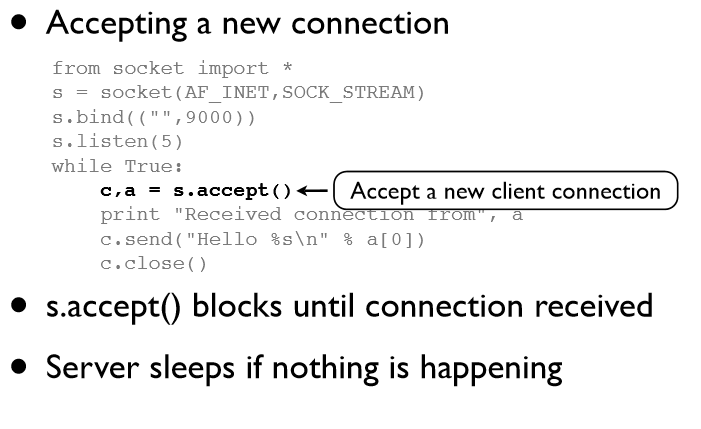 • Accepting a new connection
from socket import *
s = socket(AF_INET,SOCK_STREAM)
s.bind(("",9000))
s.listen(5)
while True:
    c,a = s.accept() Accept a new client connection
    print "Received connection from", a
    c.send("Hello %s\n" % a[0])
    c.close()
• s.accept() blocks until connection received
• Server sleeps if nothing is happening